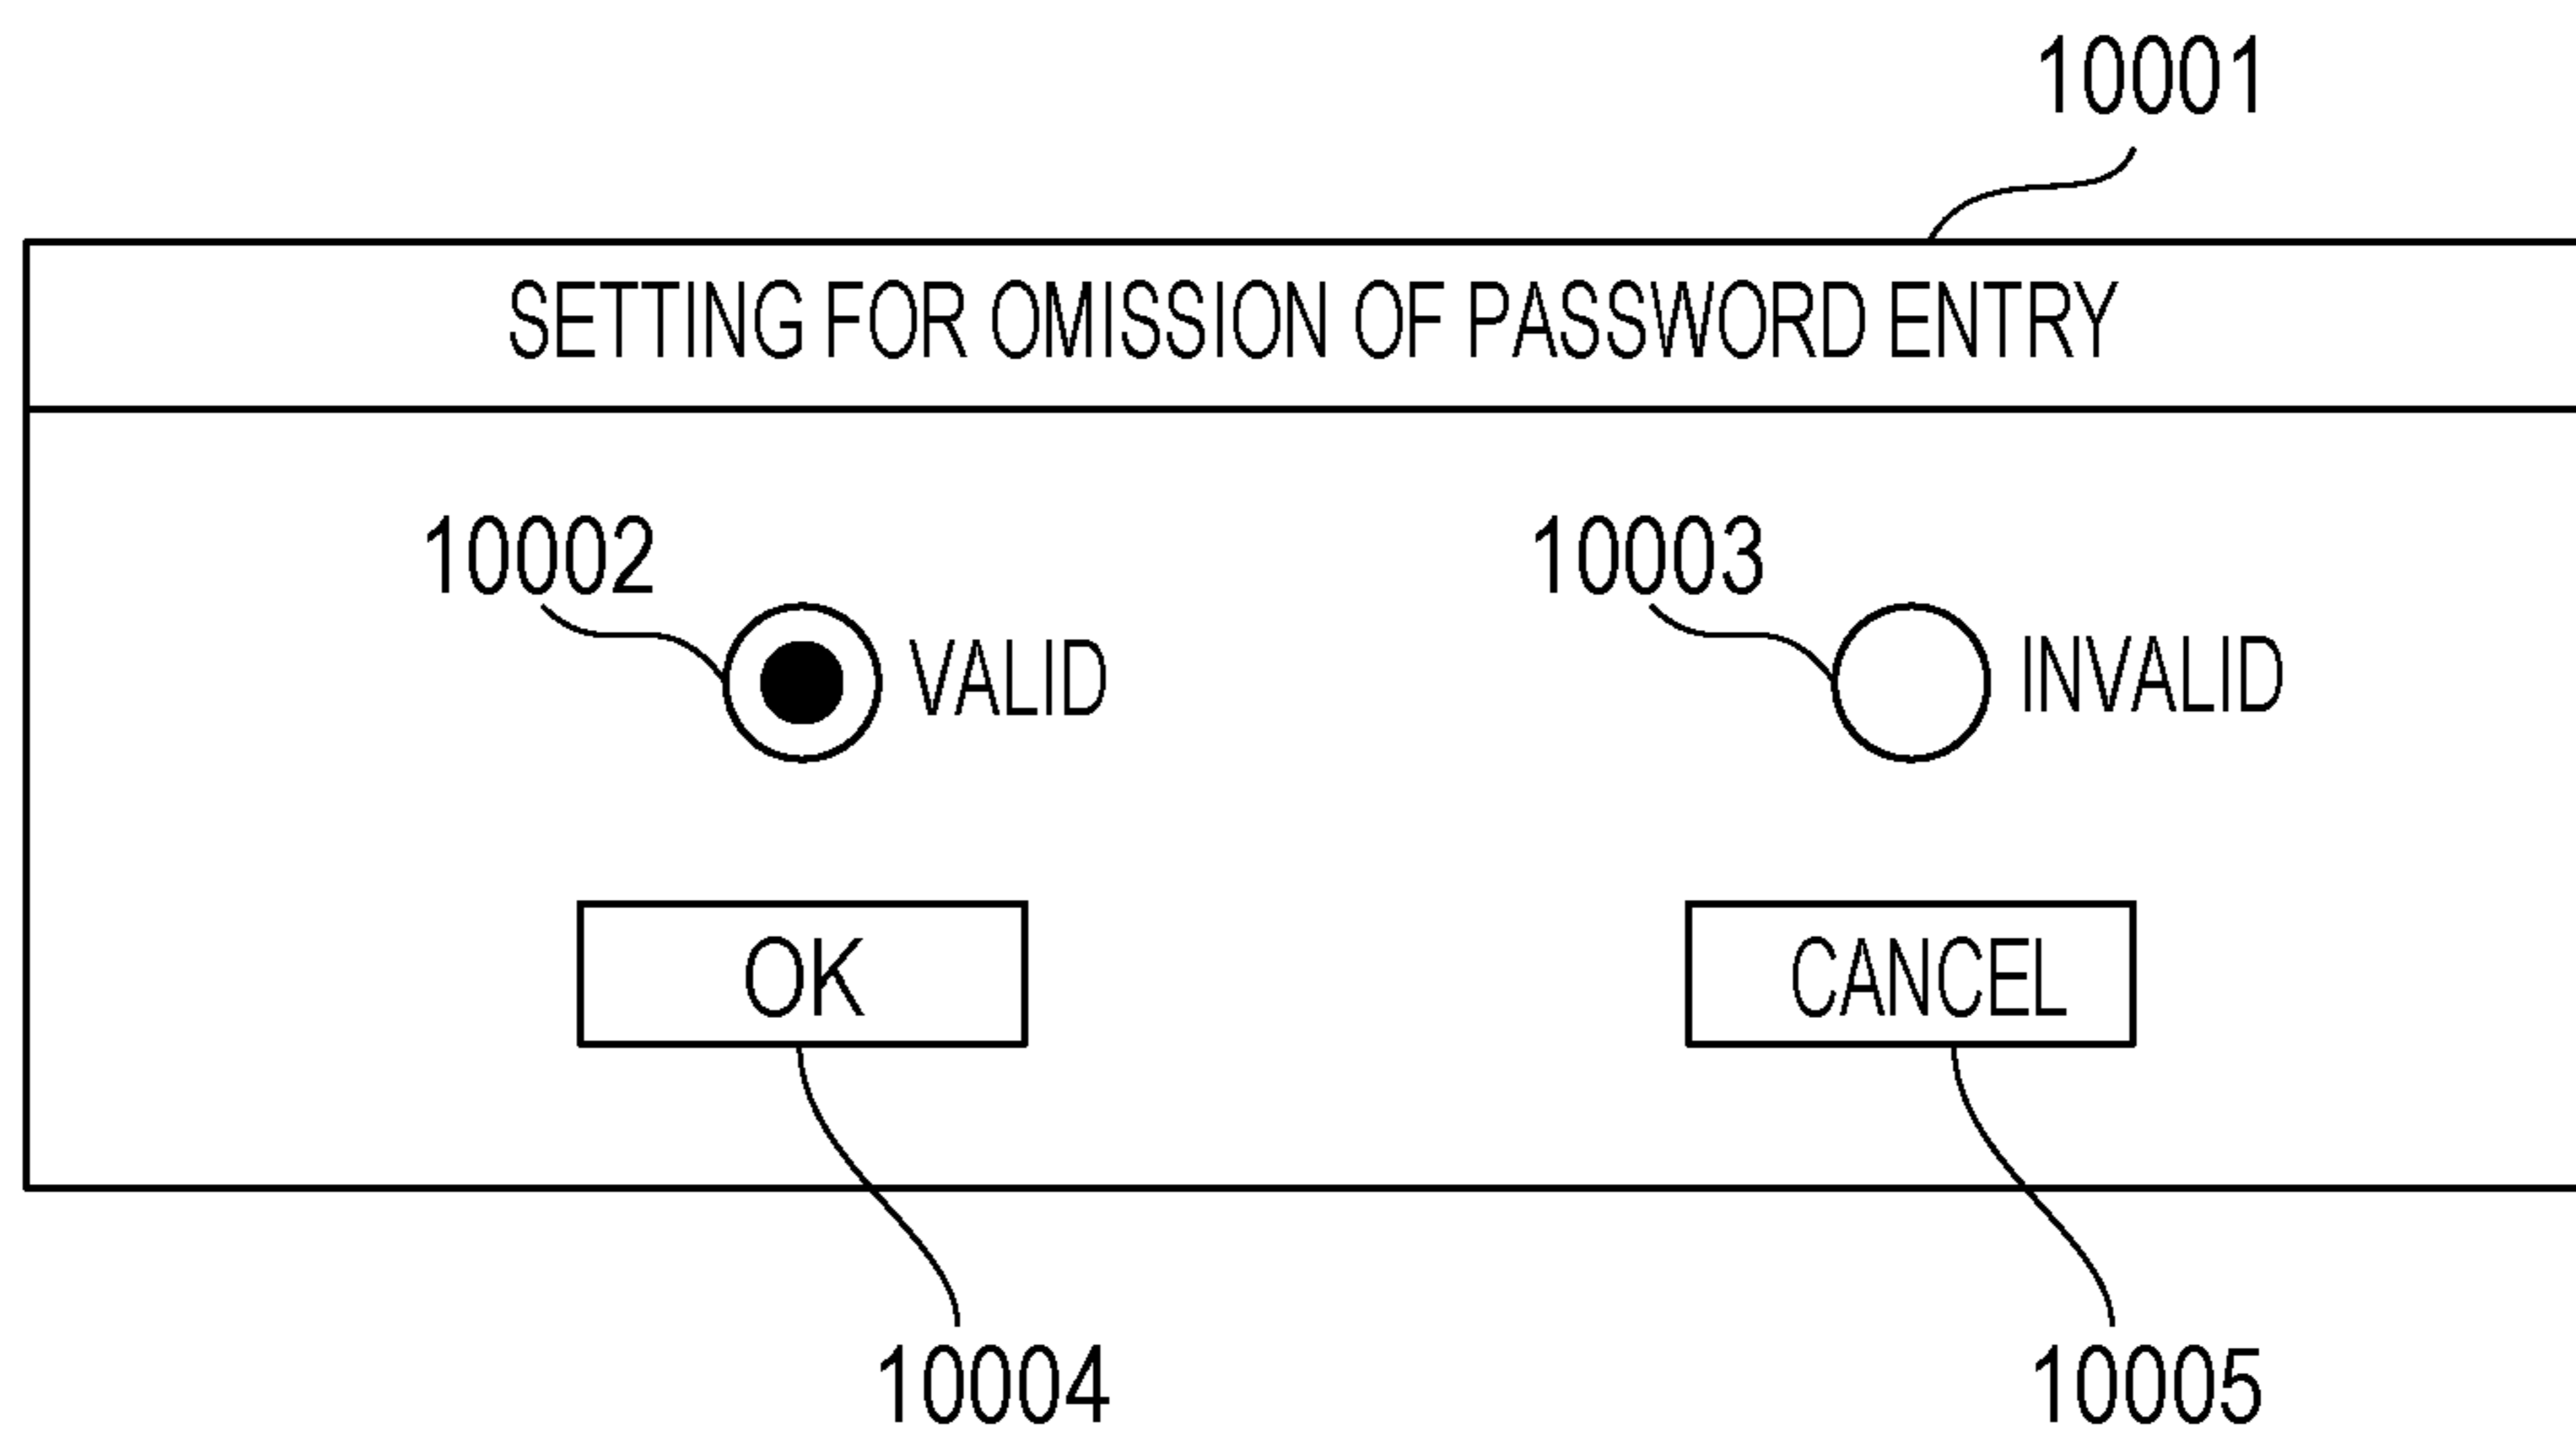 10001
SETTING FOR OMISSION OF PASSWORD ENTRY
10002
10003
VALID
INVALID
OK
CANCEL
10004
10005